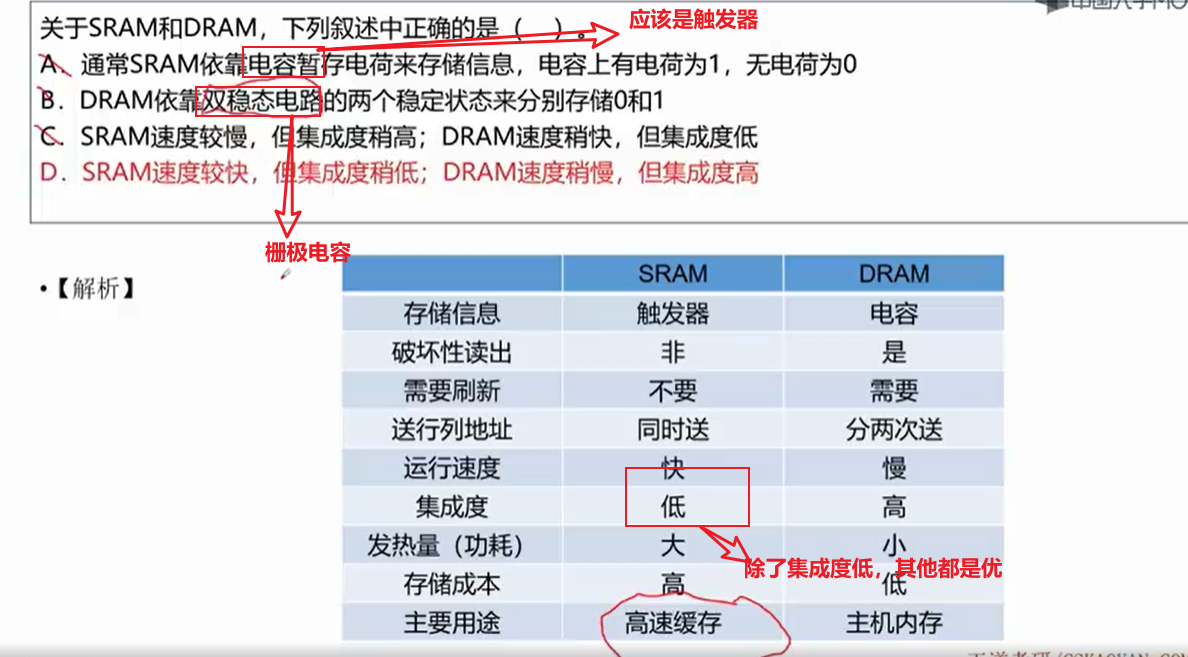 关于SRAM和DRAM，下列叙述中正确的是（ ）。
应该是触发器
A、通常SRAM依靠电容暂存电荷来存储信息，电容上有电荷为1，无电荷为0
B．DRAM依靠双稳态电路的两个稳定状态来分别存储0和1
C．SRAM速度较慢，但集成度稍高；DRAM速度稍快，但集成度低
D．SRAM速度较快，但集成度稍低；DRAM速度稍慢，但集成度高
栅极电容
•【解析】
SRAM DRAM
存储信息 触发器 电容
破坏性读出 非 是
需要刷新 不要 需要
送行列地址 同时送 分两次送
运行速度 快 慢
集成度 低 高
发热量（功耗） 大 小
除了集成度低，其他都是优
存储成本 高 低
主要用途 高速缓存 主机内存